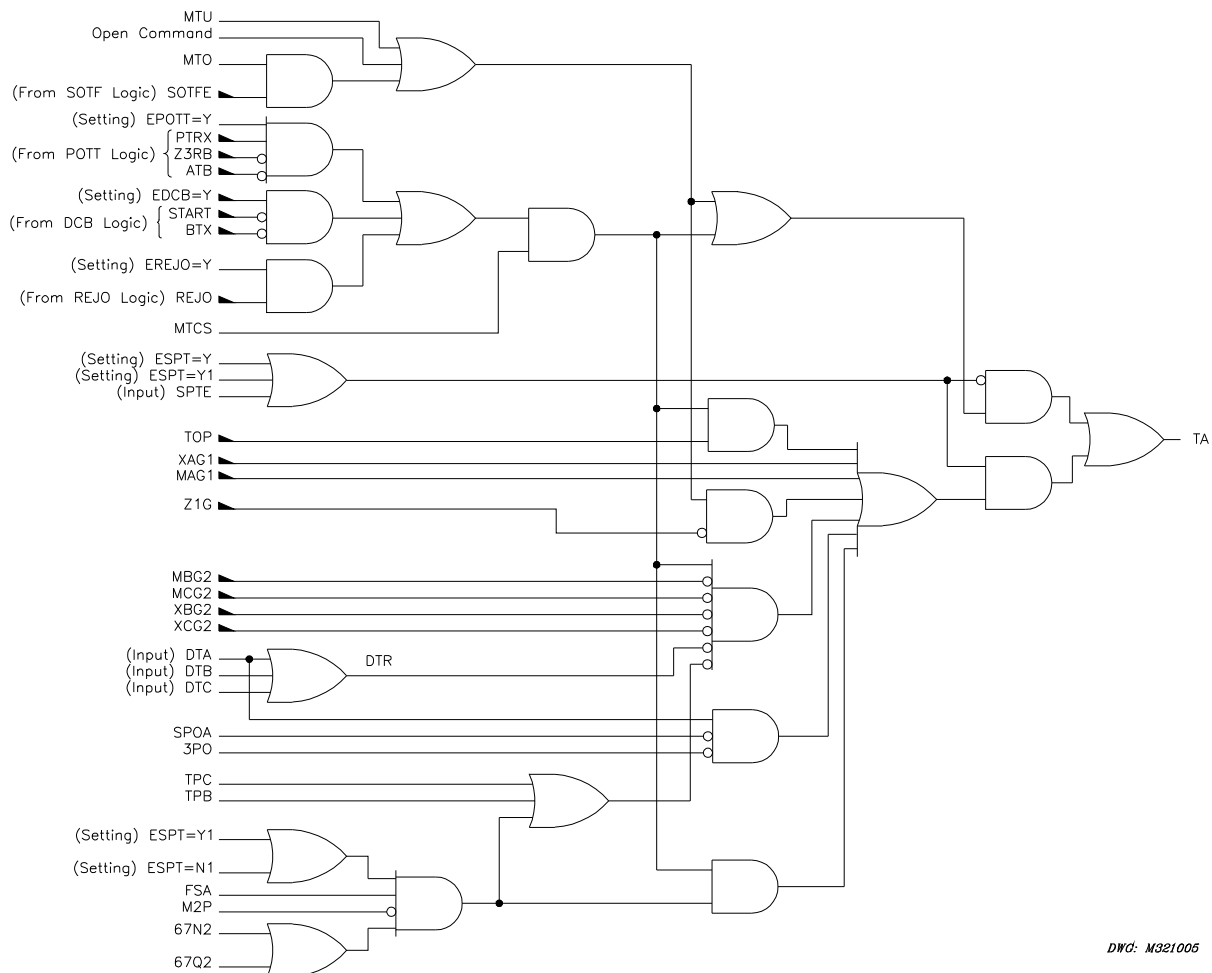 MTU
Open Command
MTO
(From SOTF Logic) SOTFE
(Setting) EPOTT=Y
PTRX
(From POTT Logic) Z3RB
ATB
(Setting) EDCB=Y
START
(From DCB Logic)
BTX
(Setting) EREJO=Y
(From REJO Logic) REJO
MTCS
(Setting) ESPT=Y
(Setting) ESPT=Y1
(Input) SPTE
TOP
TA
XAG1
MAG1
Z1G
MBG2
MCG2
XBG2
XCG2
(Input) DTA
DTR
(Input) DTB
(Input) DTC
SPOA
3PO
TPC
TPB
(Setting) ESPT=Y1
(Setting) ESPT=N1
FSA
M2P
67N2
67Q2
DWG: M321005